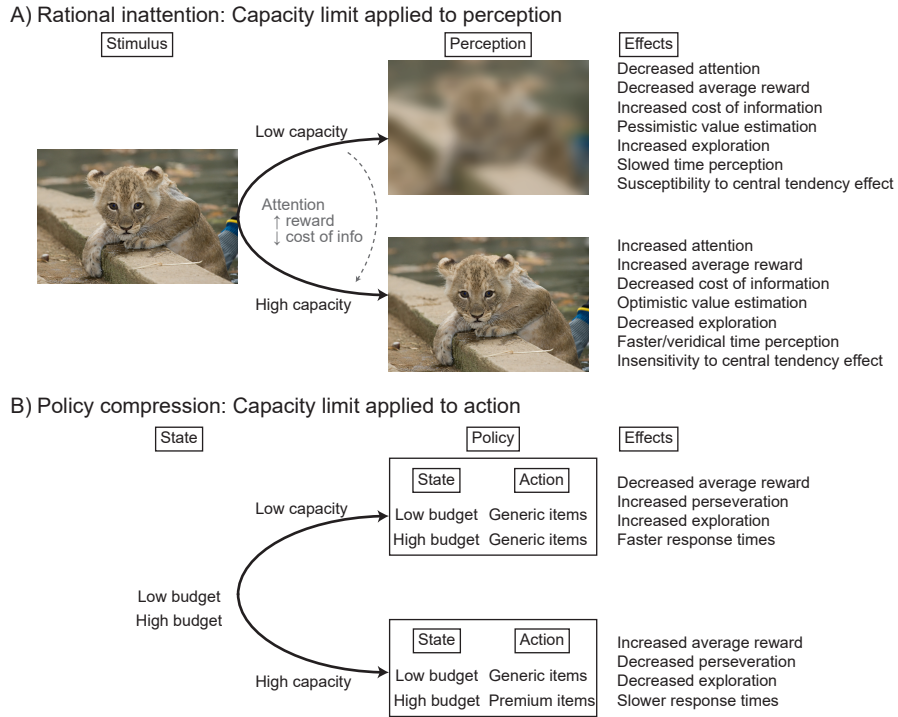 A) Rational inattention: Capacity limit applied to perception
Stimulus
Perception
Effects
Low capacity
Attention
↑ reward
↓ cost of info
High capacity
Decreased attention
Decreased average reward
Increased cost of information
Pessimistic value estimation
Increased exploration
Slowed time perception
Susceptibility to central tendency effect
Increased attention
Increased average reward
Decreased cost of information
Optimistic value estimation
Decreased exploration
Faster/veridical time perception
Insensitivity to central tendency effect
B) Policy compression: Capacity limit applied to action
State
Policy
Effects
Low budget
High budget
Low capacity
State Action
Low budget Generic items
High budget Generic items
Decreased average reward
Increased perseveration
Increased exploration
Faster response times
High capacity
State Action
Low budget Generic items
High budget Premium items
Increased average reward
Decreased perseveration
Decreased exploration
Slower response times